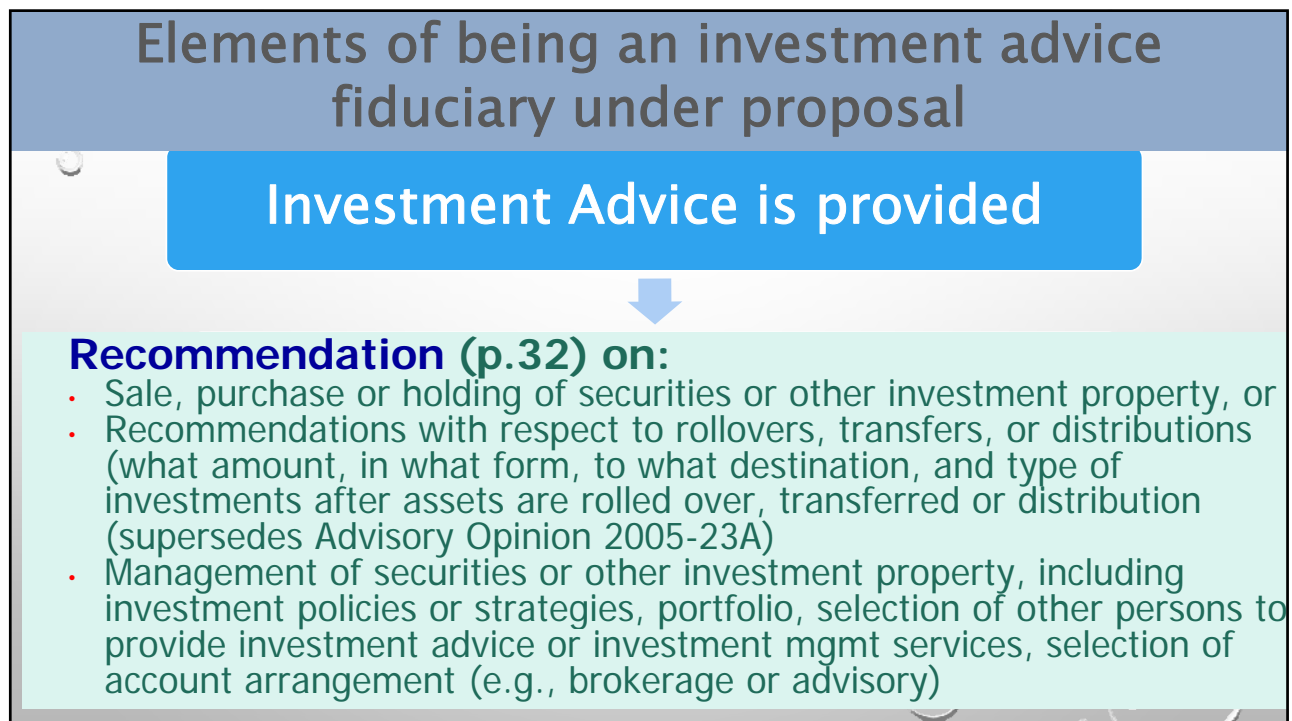 Elements of being an investment advice
fiduciary under proposal
Investment Advice is provided
Recommendation (p.32) on:
• Sale, purchase or holding of securities or other investment property, or
• Recommendations with respect to rollovers, transfers, or distributions
(what amount, in what form, to what destination, and type of
investments after assets are rolled over, transferred or distribution
(supersedes Advisory Opinion 2005-23A)
• Management of securities or other investment property, including
investment policies or strategies, portfolio, selection of other persons to
provide investment advice or investment mgmt services, selection of
account arrangement (e.g., brokerage or advisory)